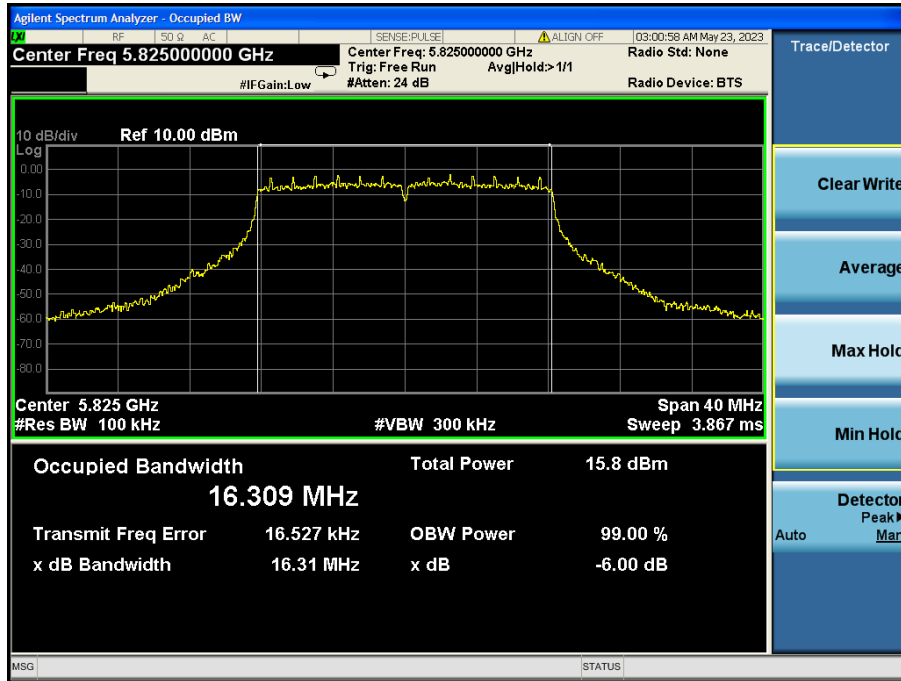 Agilent Spectrum Analyzer - Occupied BW
LXI RF 50 Ω AC SENSE:PULSE ALIGN OFF 03:00:58 AM May 23, 2023
Center Freq 5.825000000 GHz Center Freq: 5.825000000 GHz Radio Std: None
Trig: Free Run Avg|Hold:>1/1
#IFGain:Low #Atten: 24 dB Radio Device: BTS
10 dB/div Ref 10.00 dBm
Log
0.00
-10.0
-20.0
-30.0
-40.0
-50.0
-60.0
-70.0
-80.0
Center 5.825 GHz Span 40 MHz
#Res BW 100 kHz #VBW 300 kHz Sweep 3.867 ms
Occupied Bandwidth Total Power 15.8 dBm
16.309 MHz
Transmit Freq Error 16.527 kHz OBW Power 99.00 %
x dB Bandwidth 16.31 MHz x dB -6.00 dB
MSG STATUS
Trace/Detector
Clear Write
Average
Max Hold
Min Hold
Detector
Peak
Auto Man